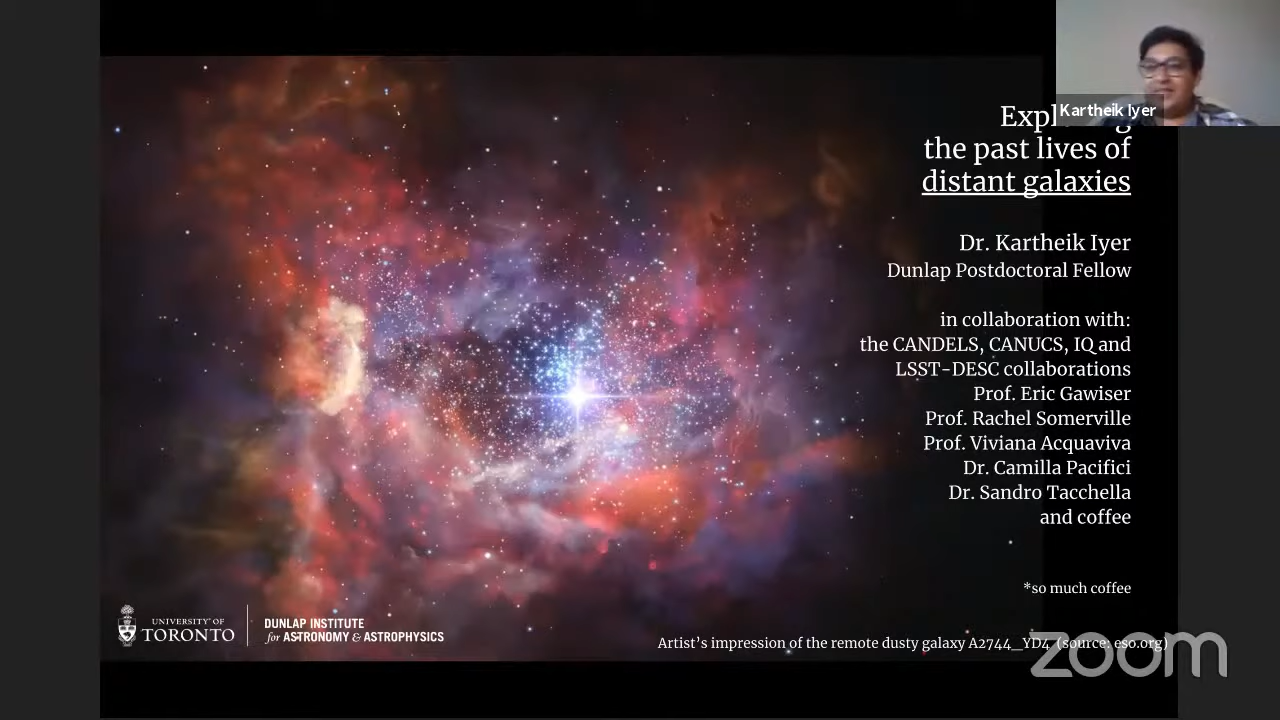 Kartheik Iyer
the past lives of
distant galaxies
Dr. Kartheik Iyer
Dunlap Postdoctoral Fellow
in collaboration with:
the CANDELS, CANUCS, IQ and
LSST-DESC collaborations
Prof. Eric Gawiser
Prof. Rachel Somerville
Prof. Viviana Acquaviva
Dr. Camilla Pacifici
Dr. Sandro Tacchella
and coffee
*so much coffee
UNIVERSITY OF
TORONTO
DUNLAP INSTITUTE
for ASTRONOMY & ASTROPHYSICS
Artist's impression of the remote dusty galaxy A2744_YD4 (source: eso.org)
zoom